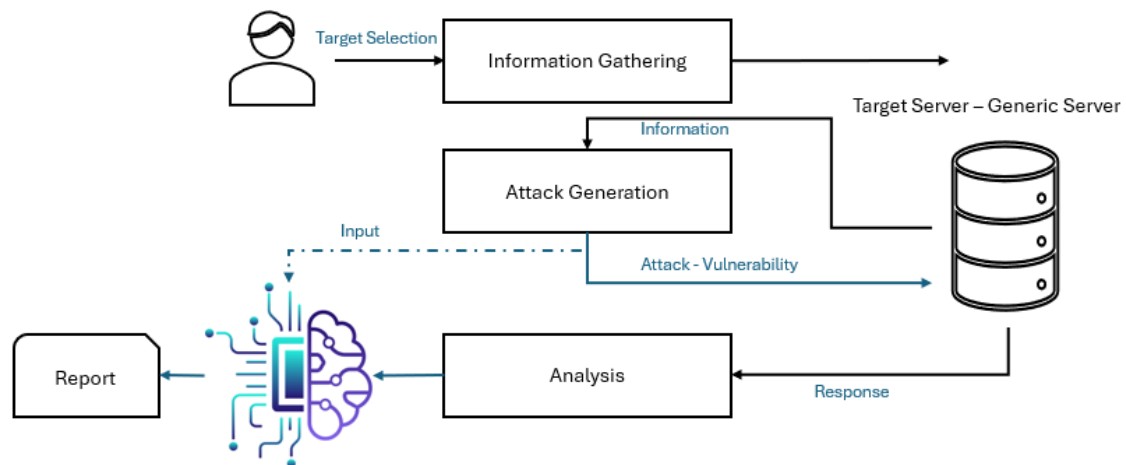 Target Selection
Information Gathering
Target Server – Generic Server
Information
Attack Generation
Input
Attack - Vulnerability
Report
Analysis
Response